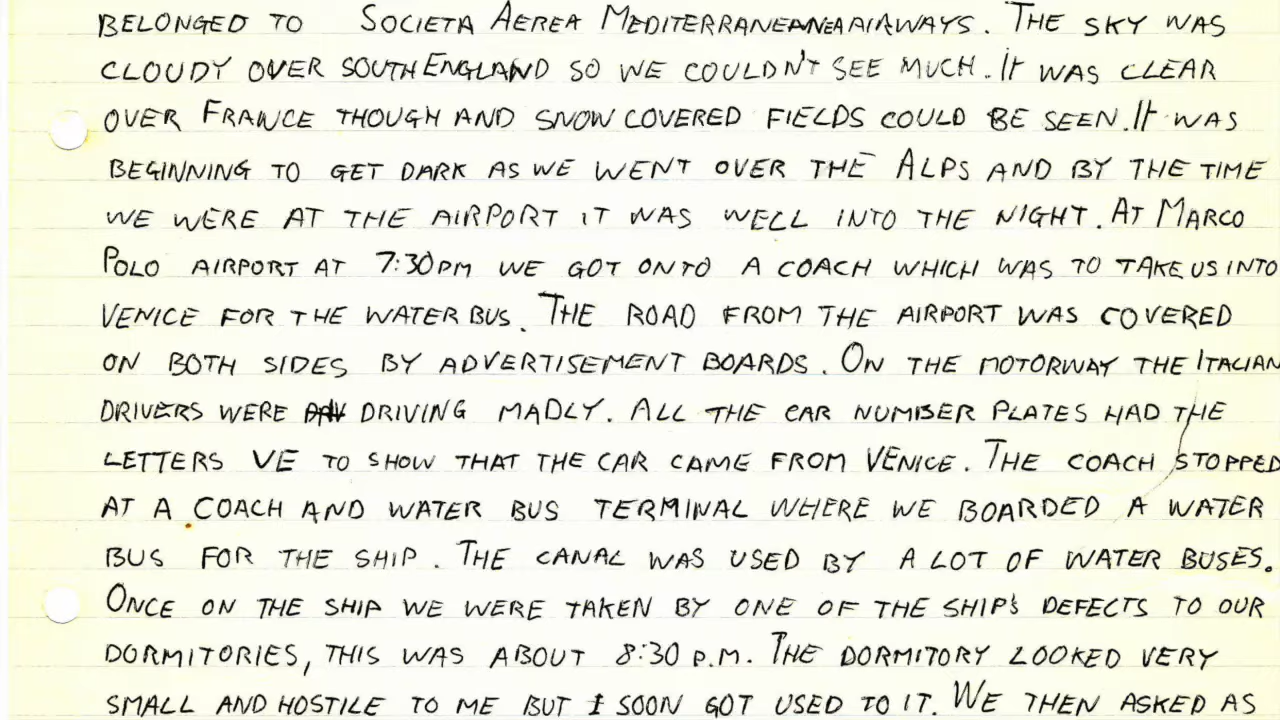 BELONGED TO SOCIETA AEREA MEDITERRANEANEA AIRWAYS. THE SKY WAS
CLOUDY OVER SOUTH ENGLAND SO WE COULDN'T SEE MUCH. IT WAS CLEAR
OVER FRANCE THOUGH AND SNOW COVERED FIELDS COULD BE SEEN. IT WAS
BEGINNING TO GET DARK AS WE WENT OVER THE ALPS AND BY THE TIME
WE WERE AT THE AIRPORT IT WAS WELL INTO THE NIGHT. AT MARCO
POLO AIRPORT AT 7:30PM WE GOT ONTO A COACH WHICH WAS TO TAKE US INTO
VENICE FOR THE WATER BUS. THE ROAD FROM THE AIRPORT WAS COVERED
ON BOTH SIDES BY ADVERTISEMENT BOARDS. ON THE MOTORWAY THE ITALIAN
DRIVERS WERE DRIVING MADLY. ALL THE CAR NUMBER PLATES HAD THE
LETTERS VE TO SHOW THAT THE CAR CAME FROM VENICE. THE COACH STOPPED
AT A COACH AND WATER BUS TERMINAL WHERE WE BOARDED A WATER
BUS FOR THE SHIP. THE CANAL WAS USED BY A LOT OF WATER BUSES.
ONCE ON THE SHIP WE WERE TAKEN BY ONE OF THE SHIP'S DEFECTS TO OUR
DORMITORIES, THIS WAS ABOUT 8:30 P.M. THE DORMITORY LOOKED VERY
SMALL AND HOSTILE TO ME BUT I SOON GOT USED TO IT. WE THEN ASKED AS